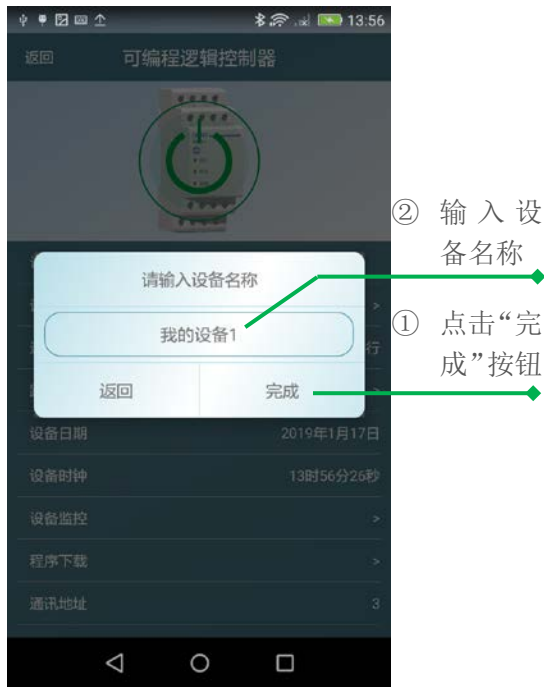 13:56
返回 可编程逻辑控制器
请输入设备名称
我的设备1
返回 完成
行
设备日期 2019年1月17日
设备时钟 13时56分26秒
设备监控 >
程序下载 >
通讯地址 3
② 输入设
备名称
① 点击“完
成”按钮